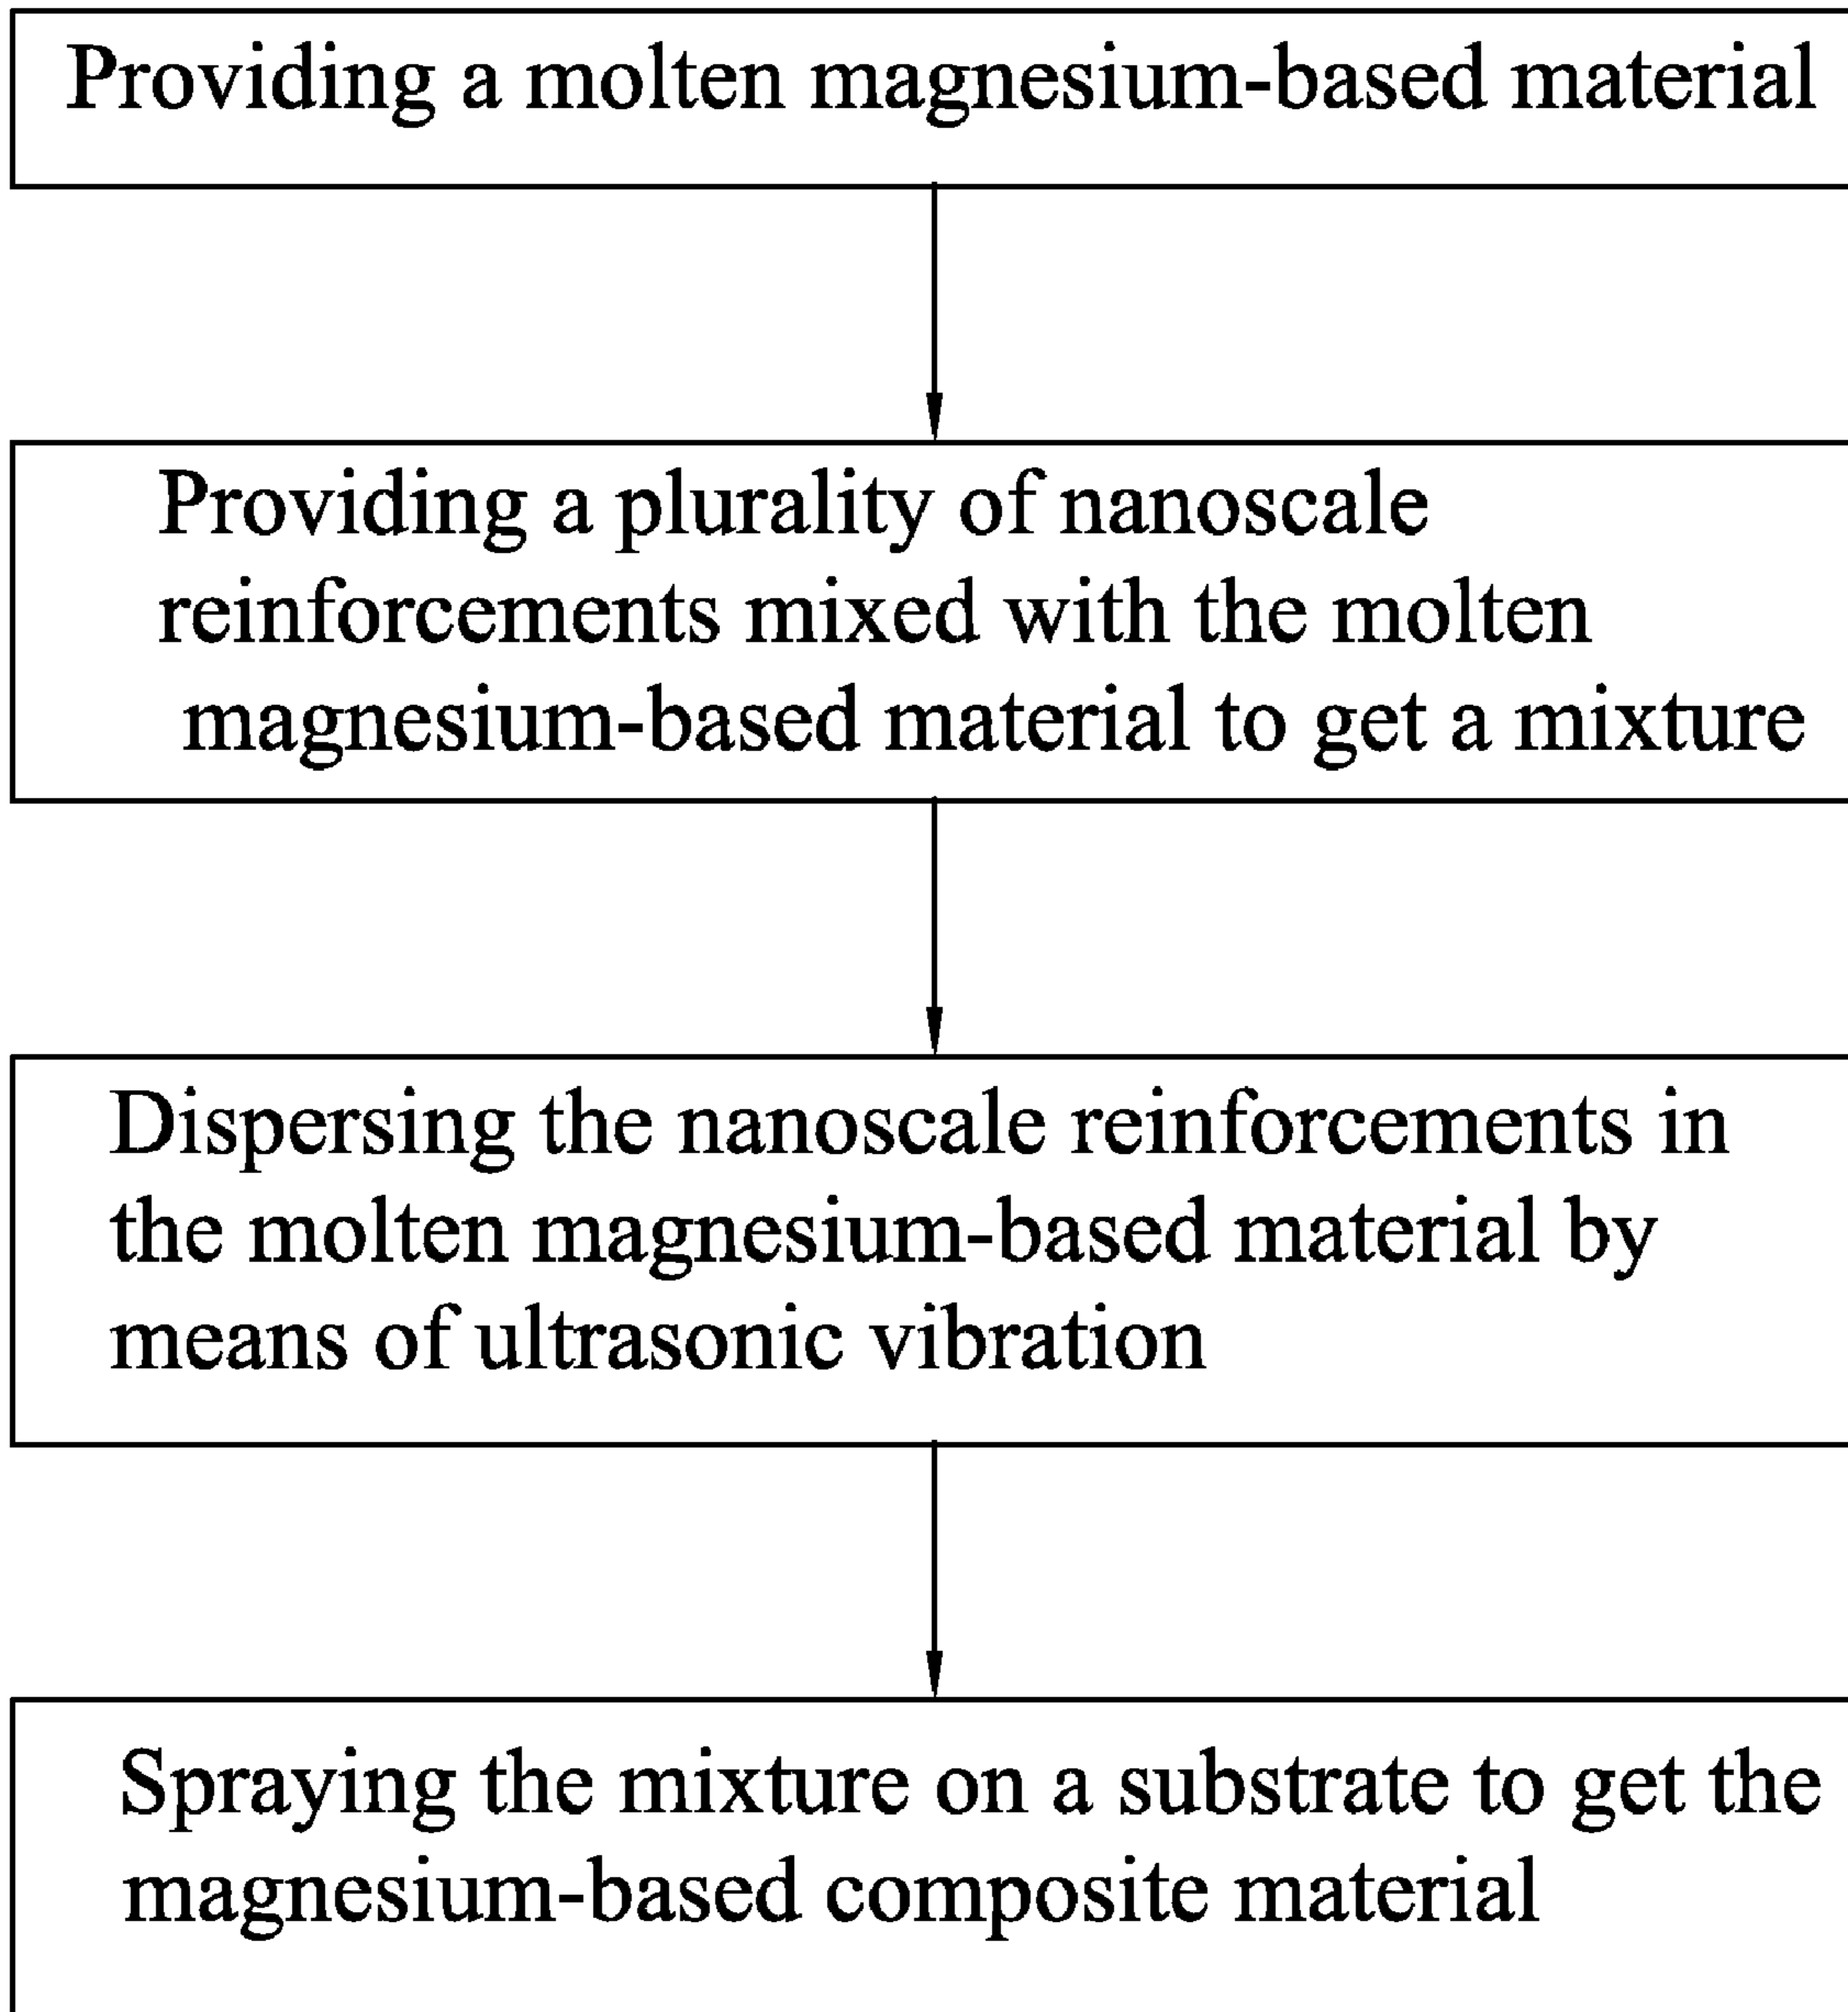 Providing a molten magnesium-based material
Providing a plurality of nanoscale
reinforcements mixed with the molten
magnesium-based material to get a mixture
Dispersing the nanoscale reinforcements in
the molten magnesium-based material by
means of ultrasonic vibration
Spraying the mixture on a substrate to get the
magnesium-based composite material